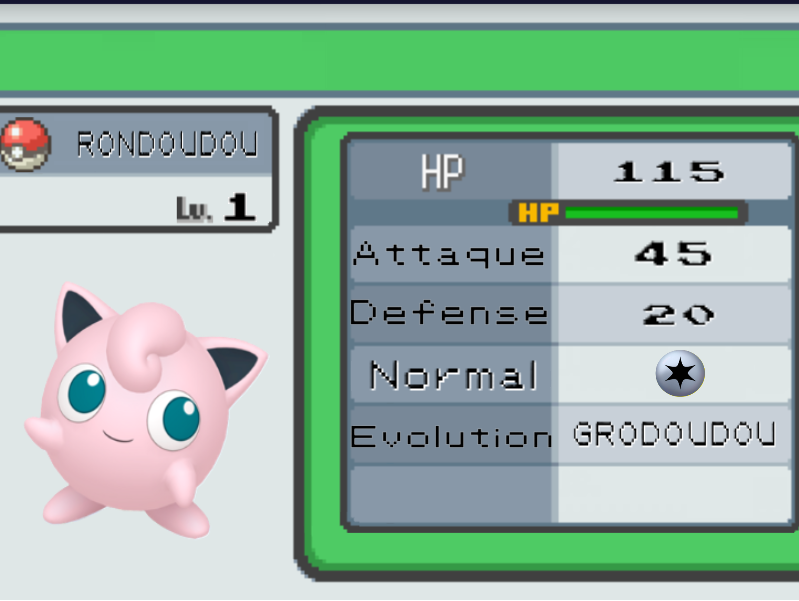 RONDOUDOU
Lv. 1
HP 115
HP
Attaque 45
Defense 20
Normal
Evolution GRODOUDOU